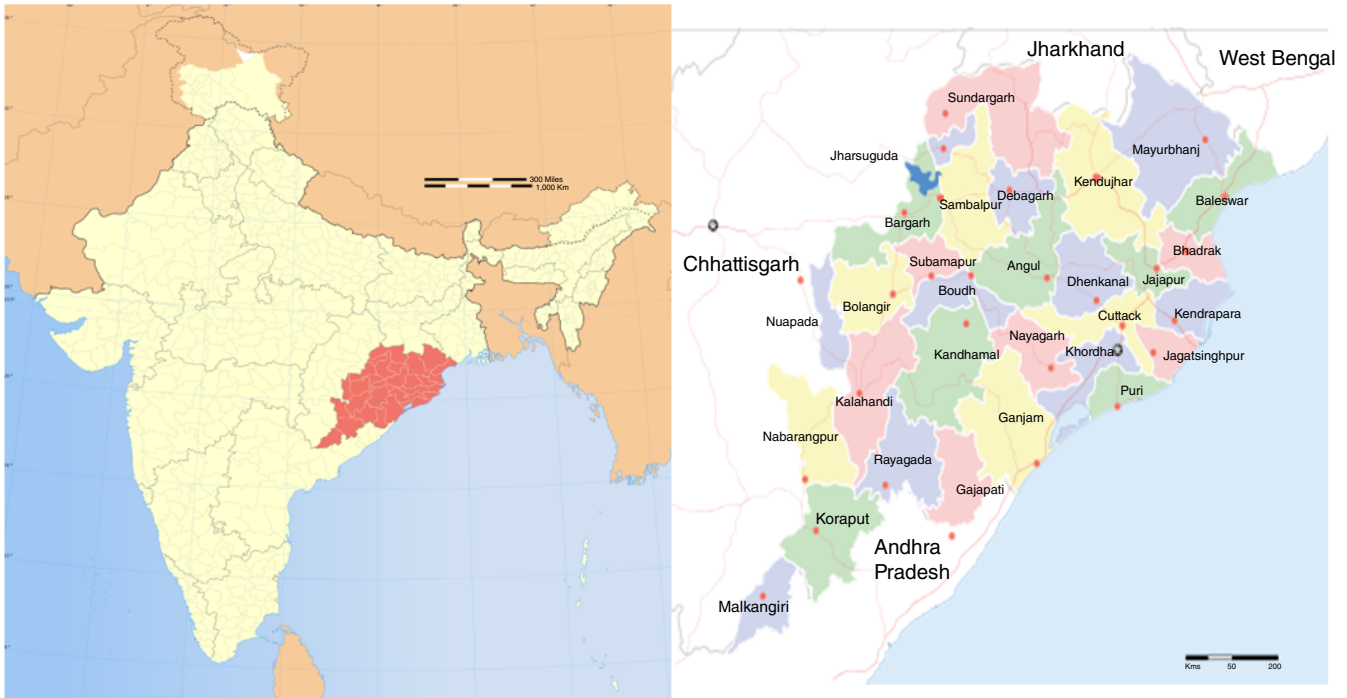 300 Miles
1,000 Km
Jharkhand
West Bengal
Sundargarh
Mayurbhanj
Jharsuguda
Kendujhar
Debagarh
Sambalpur
Baleswar
Bargarh
Bhadrak
Chhattisgarh
Subarnapur
Angul
Jajapur
Dhenkanal
Boudh
Bolangir
Kendrapara
Cuttack
Nuapada
Nayagarh
Khordha
Kandhamal
Jagatsinghpur
Puri
Kalahandi
Ganjam
Nabarangpur
Rayagada
Gajapati
Koraput
Andhra
Pradesh
Malkangiri
Kms 50 200